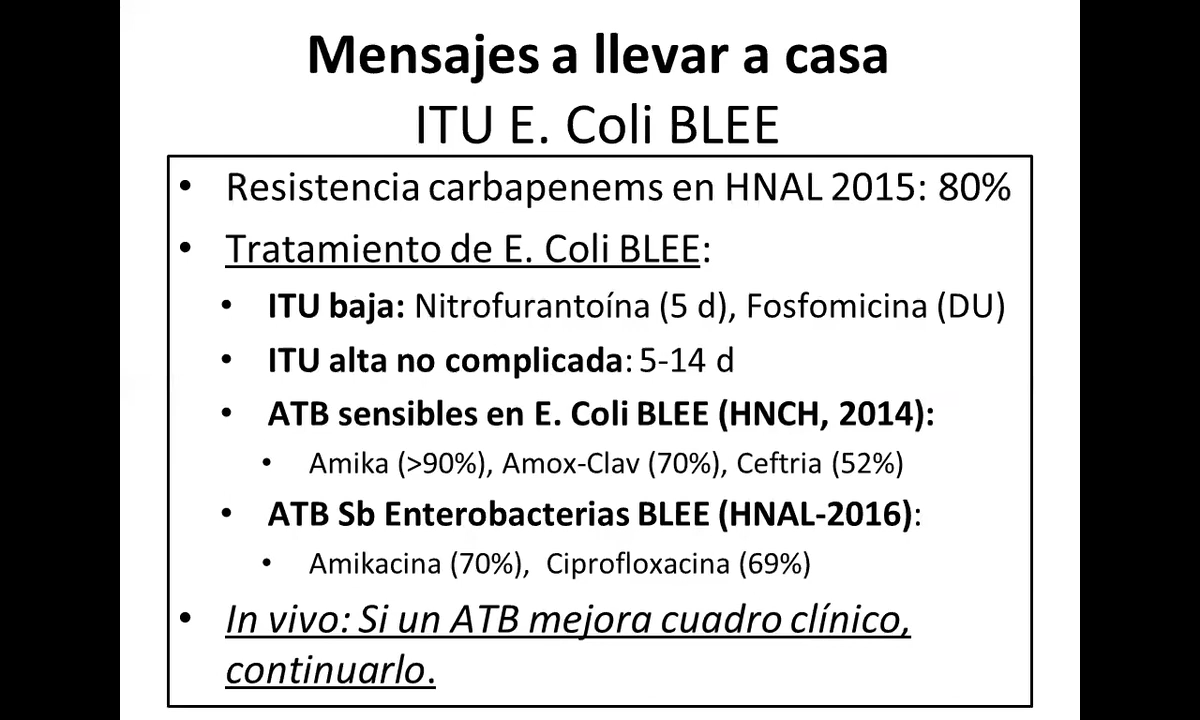 Mensajes a llevar a casa
ITU E. Coli BLEE
• Resistencia carbapenems en HNAL 2015: 80%
• Tratamiento de E. Coli BLEE:
• ITU baja: Nitrofurantoína (5 d), Fosfomicina (DU)
• ITU alta no complicada: 5-14 d
• ATB sensibles en E. Coli BLEE (HNCH, 2014):
• Amika (>90%), Amox-Clav (70%), Ceftria (52%)
• ATB Sb Enterobacterias BLEE (HNAL-2016):
• Amikacina (70%), Ciprofloxacina (69%)
• In vivo: Si un ATB mejora cuadro clínico,
continuarlo.